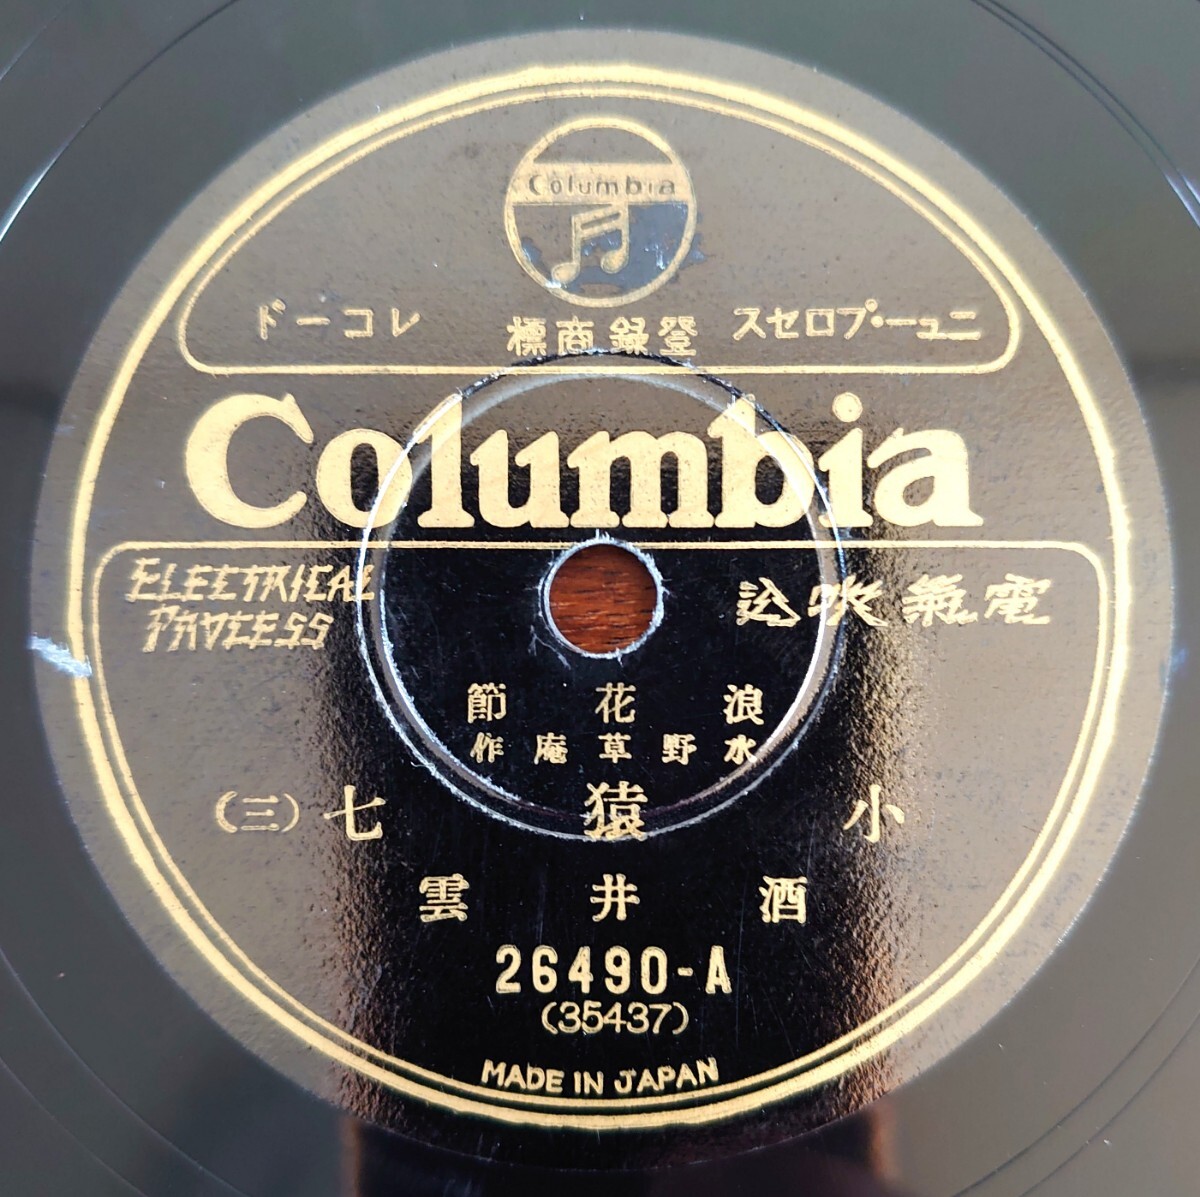 Columbia
ニュー・プロセス 登録商標 レコード
Columbia
ELECTRICAL
PROCESS
電氣吹込
浪花節
水野草庵作
小猿七(三)
酒井雲
26490-A
(35437)
MADE IN JAPAN